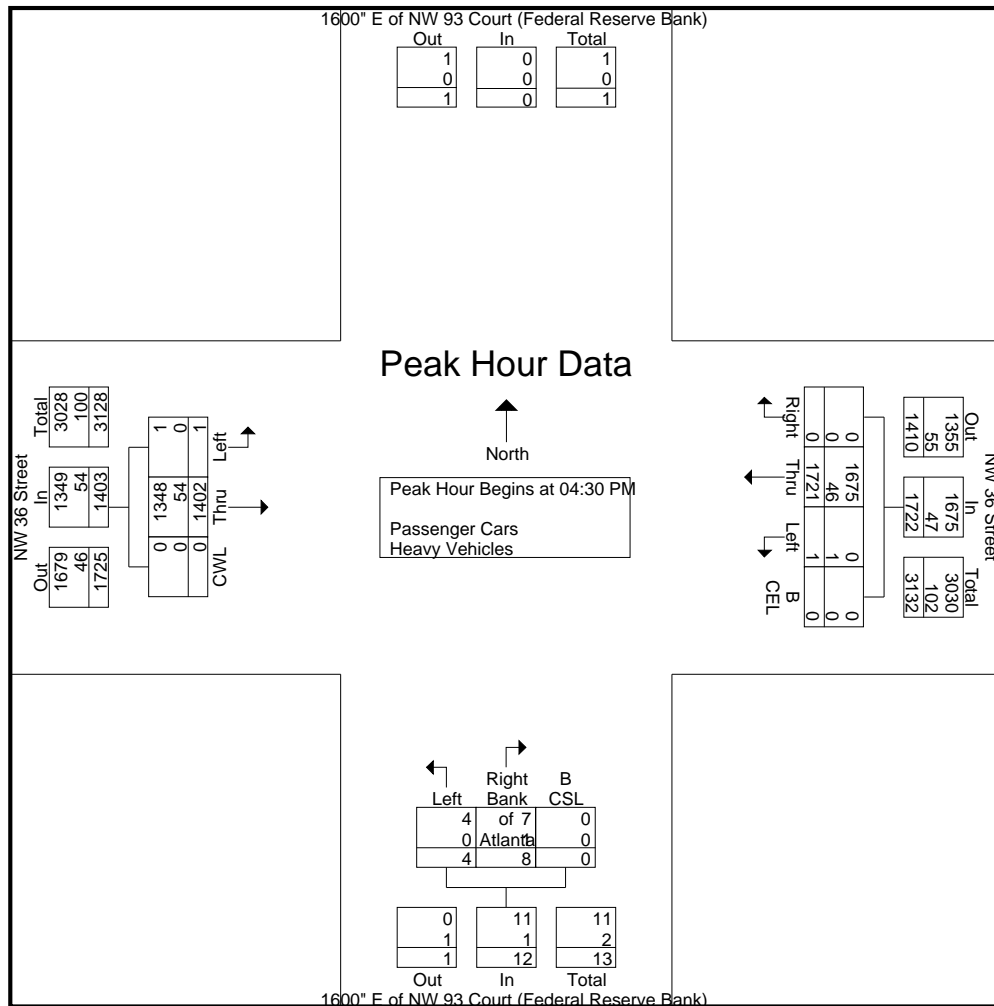 1600" E of NW 93 Court (Federal Reserve Bank)
Out In Total
1 0 1
0 0 0
1 0 1
Peak Hour Data
North
Peak Hour Begins at 04:30 PM
Passenger Cars
Heavy Vehicles
NW 36 Street
Total In Out
3028 1349 1679
100 54 46
3128 1403 1725
Left Thru CWL
1 1348 0
0 54 0
1 1402 0
NW 36 Street
Out In Total
1355 1675 3030
55 47 102
1410 1722 3132
Right Thru Left B
CEL
0 1675 0 0
0 46 1 0
0 1721 1 0
Right B
Left Bank CSL
4 of 7 0
0 Atlanta 1 0
4 8 0
0 11 11
1 1 2
1 12 13
Out In Total
1600" E of NW 93 Court (Federal Reserve Bank)